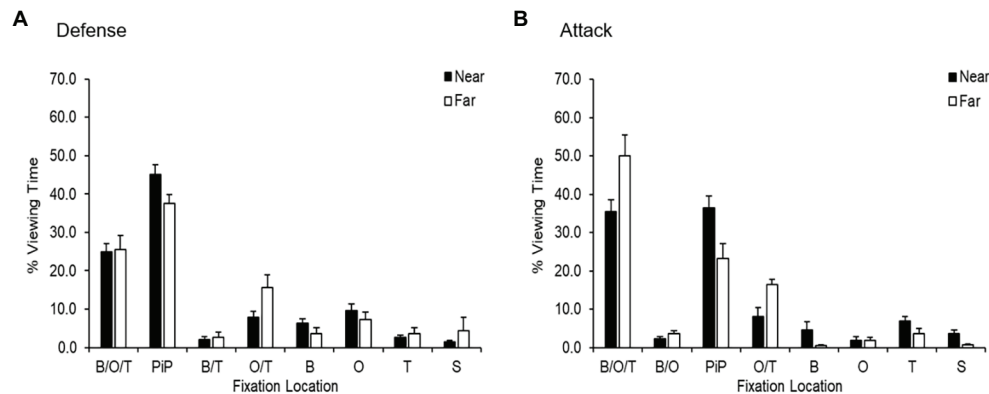 A Defense
Near
Far
% Viewing Time
70.0
60.0
50.0
40.0
30.0
20.0
10.0
0.0
B/O/T PiP B/T O/T B O T S
Fixation Location
B Attack
Near
Far
% Viewing Time
70.0
60.0
50.0
40.0
30.0
20.0
10.0
0.0
B/O/T B/O PiP O/T B O T S
Fixation Location